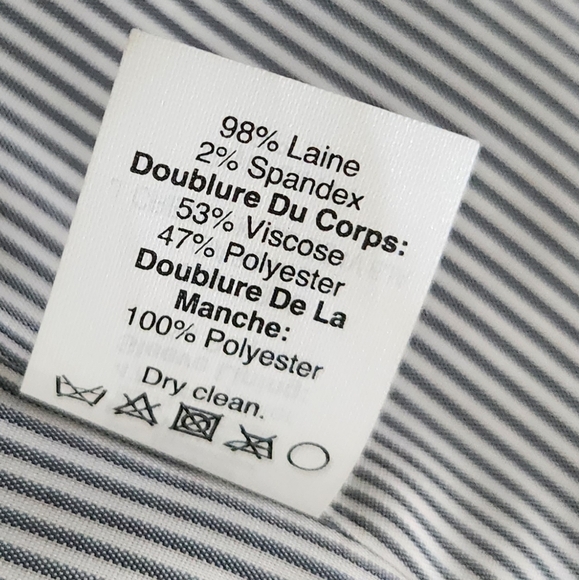 98% Laine
2% Spandex
Doublure Du Corps:
53% Viscose
47% Polyester
Doublure De La
Manche:
100% Polyester
Dry clean.